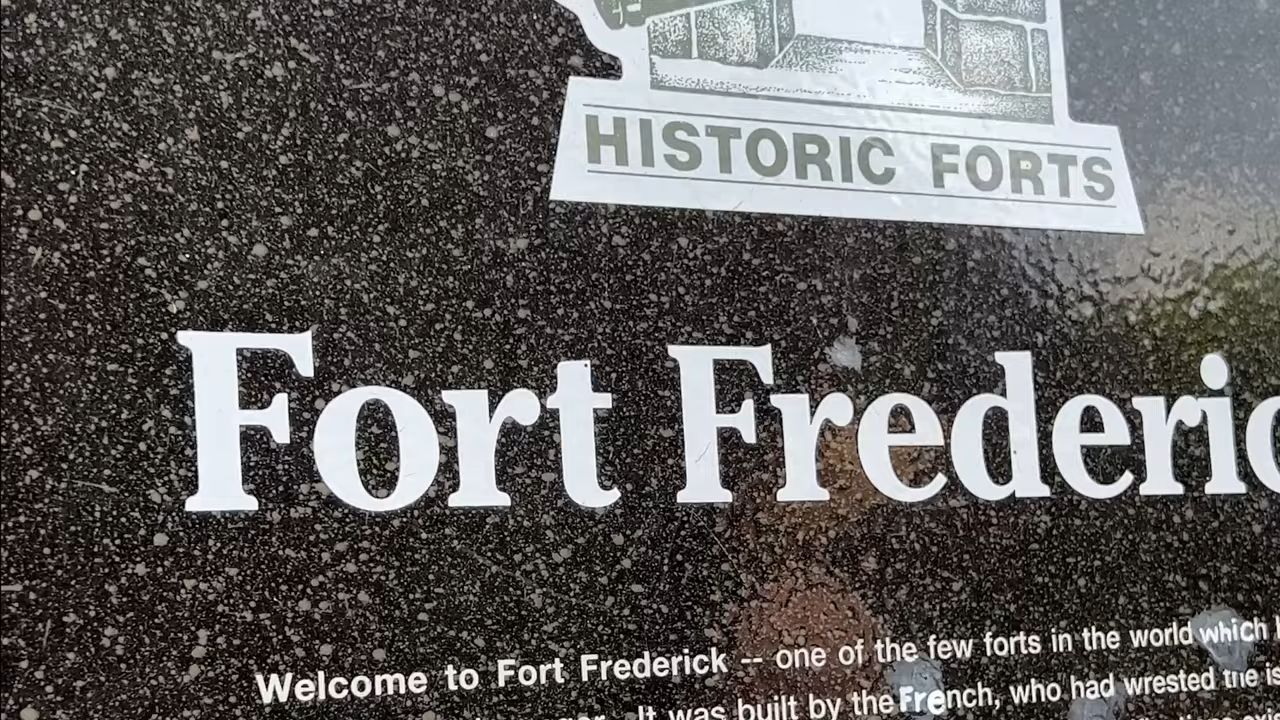 HISTORIC FORTS
Fort Frederic
Welcome to Fort Frederick -- one of the few forts in the world which
It was built by the French, who had wrested the is